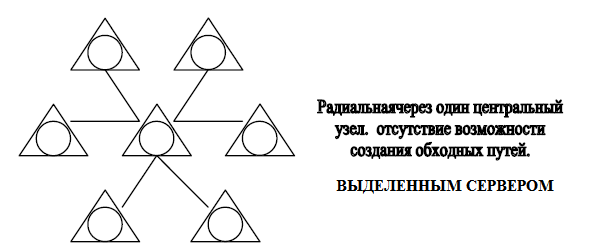 Радиальнаячерез один центральный
узел. отсутствие возможности
создания обходных путей.
ВЫДЕЛЕННЫМ СЕРВЕРОМ